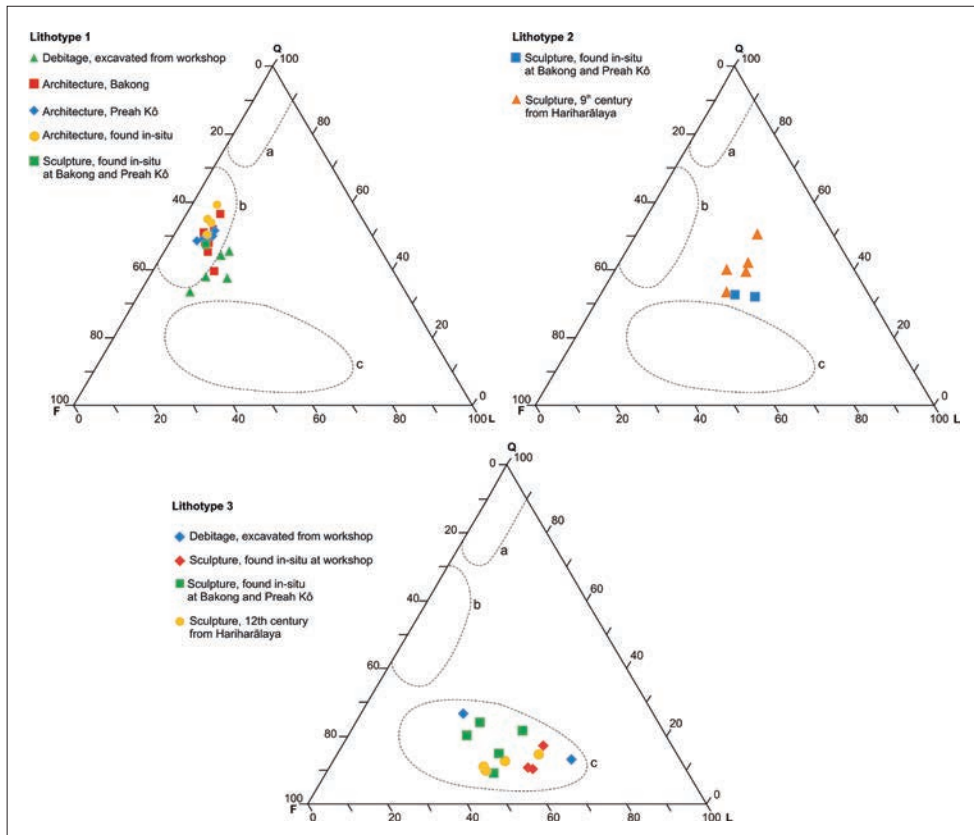 Lithotype 1
Debitage, excavated from workshop
Architecture, Bakong
Architecture, Preah Kô
Architecture, found in-situ
Sculpture, found in-situ
at Bakong and Preah Kô
Q
0 100
20 80
40 60
60 40
80 20
100 0
F L
0 20 40 60 80 100
a
b
c
Lithotype 2
Sculpture, found in-situ
at Bakong and Preah Kô
Sculpture, 9th century
from Hariharālaya
Q
0 100
20 80
40 60
60 40
80 20
100 0
F L
0 20 40 60 80 100
a
b
c
Lithotype 3
Debitage, excavated from workshop
Sculpture, found in-situ at workshop
Sculpture, found in-situ
at Bakong and Preah Kô
Sculpture, 12th century
from Hariharālaya
Q
0 100
20 80
40 60
60 40
80 20
100 0
F L
0 20 40 60 80 100
a
b
c